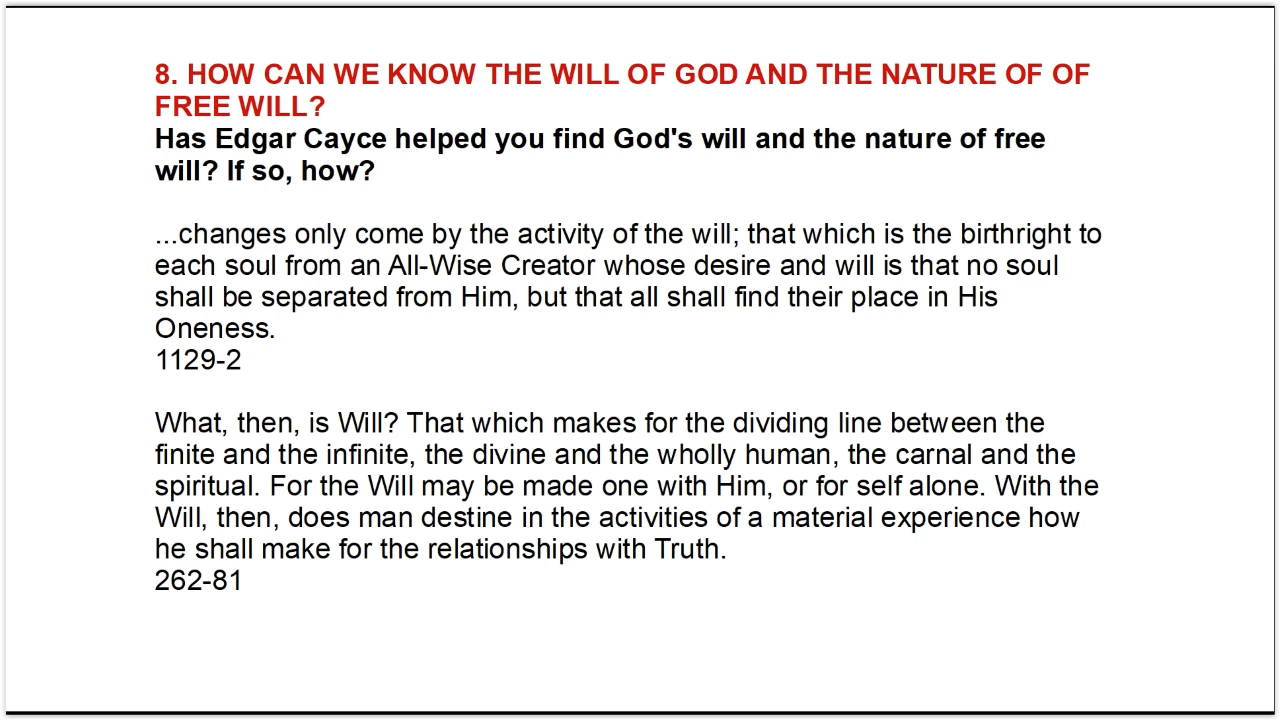 8. HOW CAN WE KNOW THE WILL OF GOD AND THE NATURE OF OF
FREE WILL?
Has Edgar Cayce helped you find God's will and the nature of free
will? If so, how?
...changes only come by the activity of the will; that which is the birthright to
each soul from an All-Wise Creator whose desire and will is that no soul
shall be separated from Him, but that all shall find their place in His
Oneness.
1129-2
What, then, is Will? That which makes for the dividing line between the
finite and the infinite, the divine and the wholly human, the carnal and the
spiritual. For the Will may be made one with Him, or for self alone. With the
Will, then, does man destine in the activities of a material experience how
he shall make for the relationships with Truth.
262-81